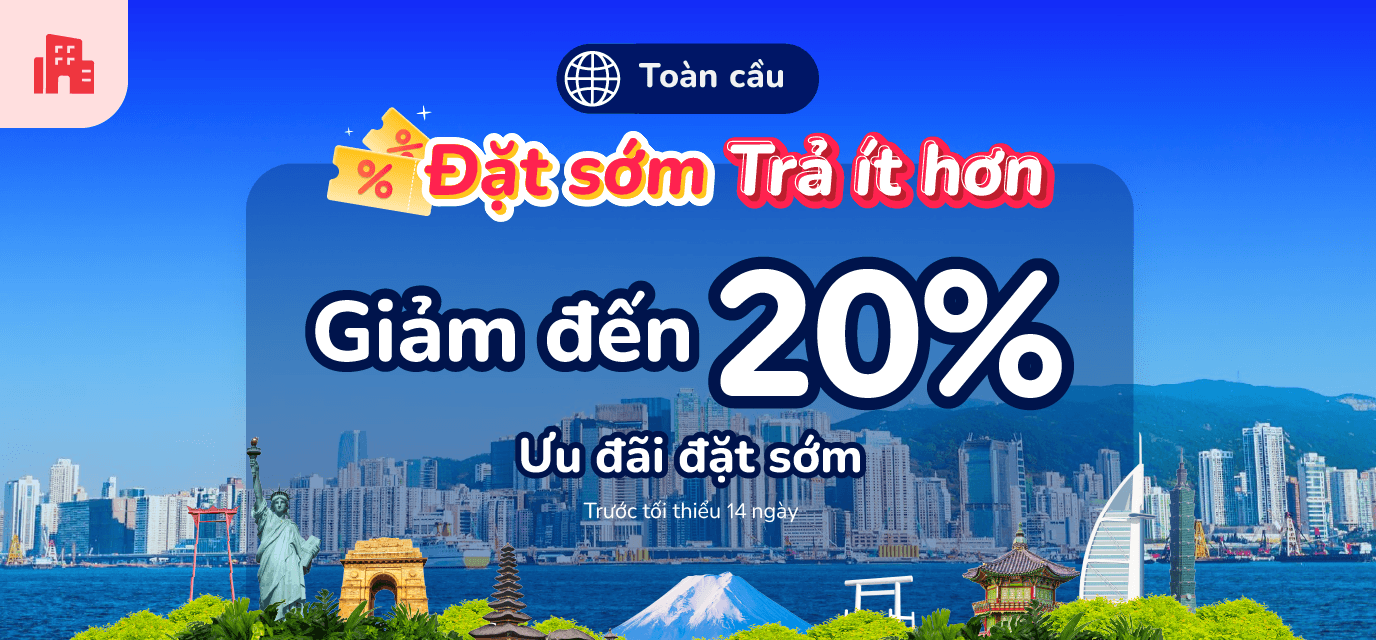 Toàn cầu
Đặt sớm Trả ít hơn
Giảm đến 20%
Ưu đãi đặt sớm
Trước tối thiểu 14 ngày